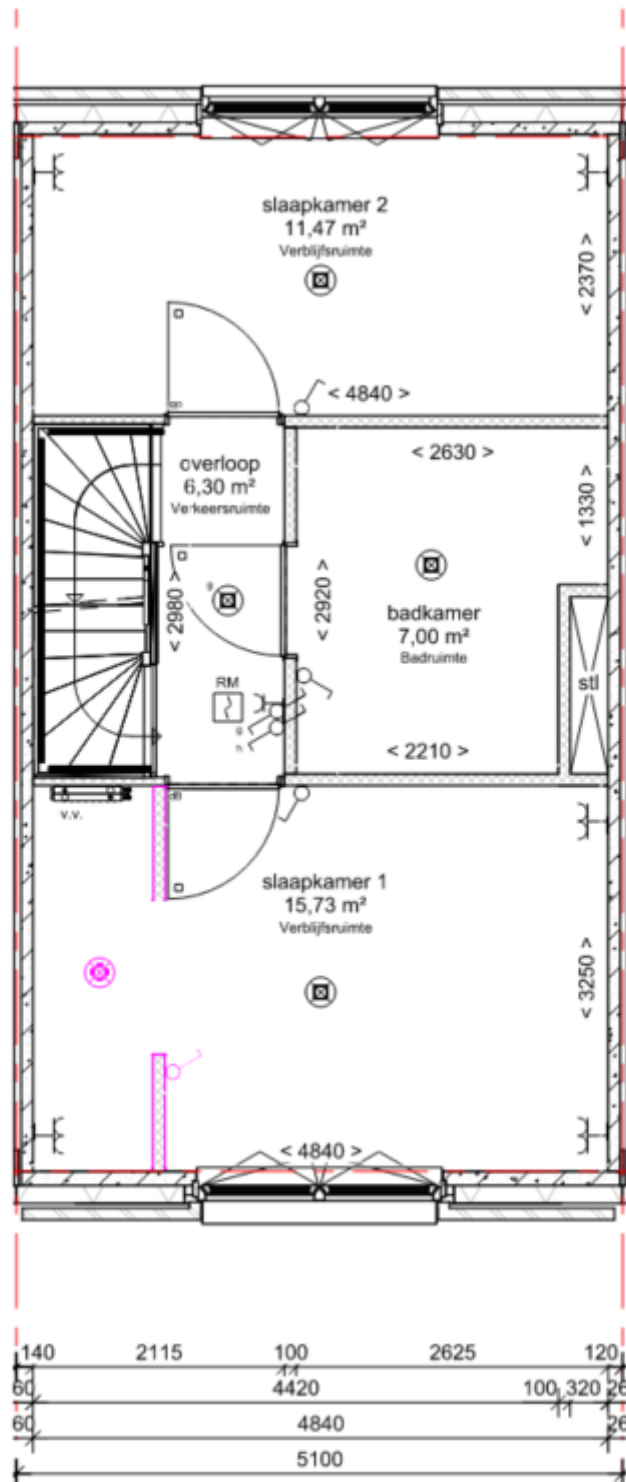 slaapkamer 2
11,47 m²
Verblijfsruimte
< 2370 >
< 4840 >
overloop
6,30 m²
Verkeersruimte
< 2630 >
< 1330 >
< 2980 >
< 2920 >
badkamer
7,00 m²
Badruimte
stl
RM
g
h
< 2210 >
v.v.
slaapkamer 1
15,73 m²
Verblijfsruimte
< 3250 >
< 4840 >
140 2115 100 2625 120
60 4420 100 320 26
60 4840 26
5100